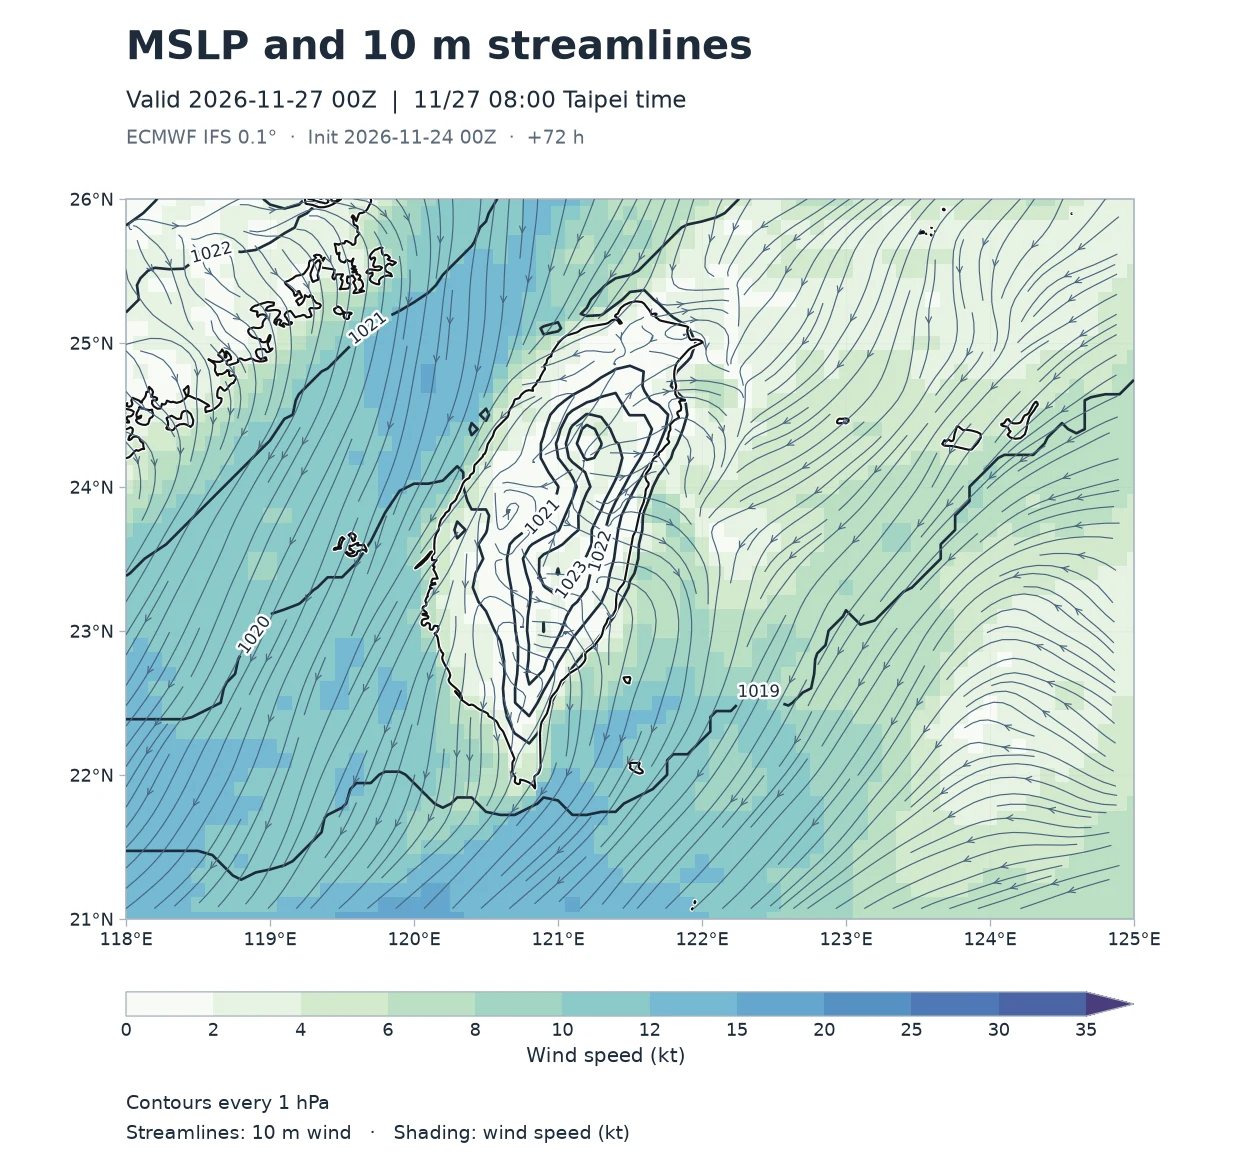 MSLP and 10 m streamlines
Valid 2026-11-27 00Z | 11/27 08:00 Taipei time
ECMWF IFS 0.1° · Init 2026-11-24 00Z · +72 h
26°N
1022
1021
25°N
24°N
1021
1022
1023
23°N
1020
1019
22°N
21°N
118°E 119°E 120°E 121°E 122°E 123°E 124°E 125°E
0 2 4 6 8 10 12 15 20 25 30 35
Wind speed (kt)
Contours every 1 hPa
Streamlines: 10 m wind · Shading: wind speed (kt)